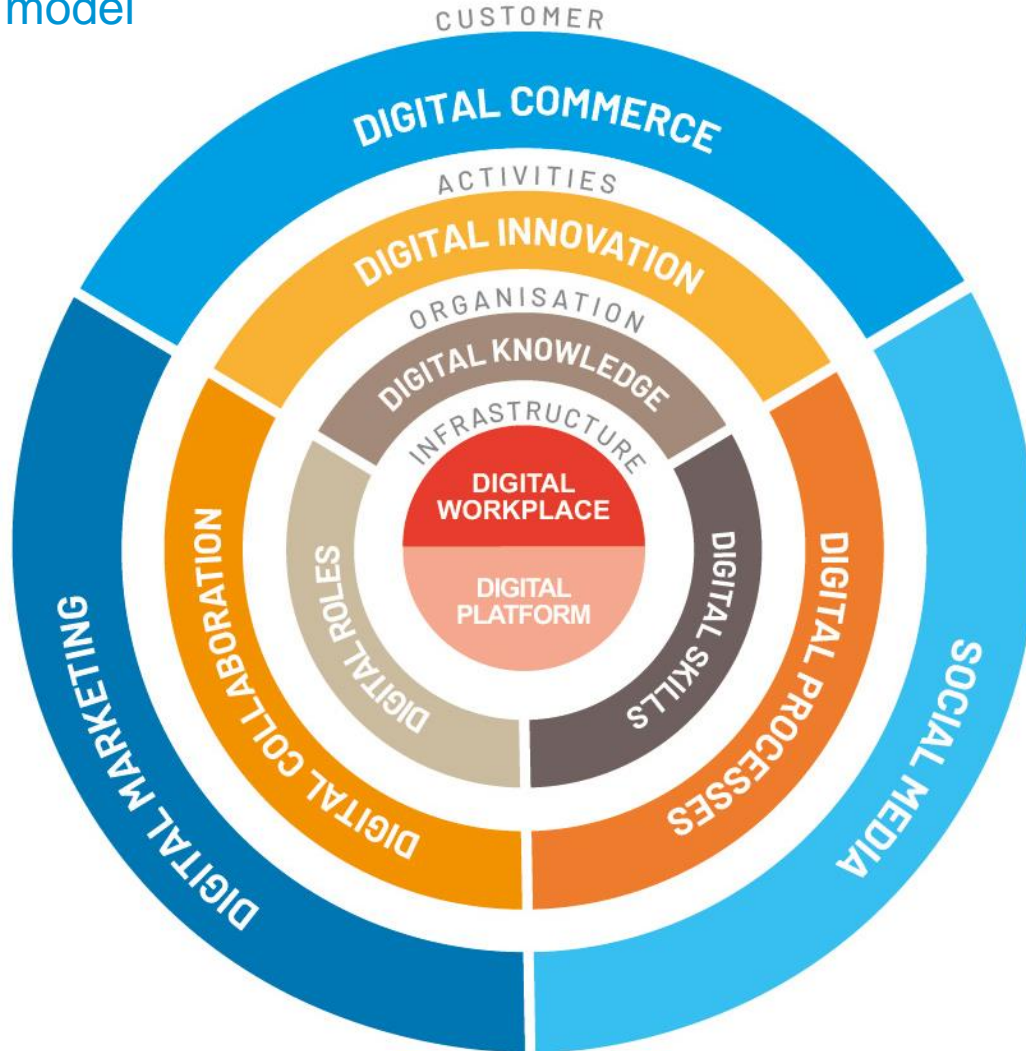 model
CUSTOMER
DIGITAL COMMERCE
ACTIVITIES
DIGITAL INNOVATION
ORGANISATION
DIGITAL KNOWLEDGE
INFRASTRUCTURE
DIGITAL
WORKPLACE
DIGITAL
PLATFORM
DIGITAL ROLES
DIGITAL SKILLS
DIGITAL COLLABORATION
DIGITAL PROCESSES
DIGITAL MARKETING
SOCIAL MEDIA